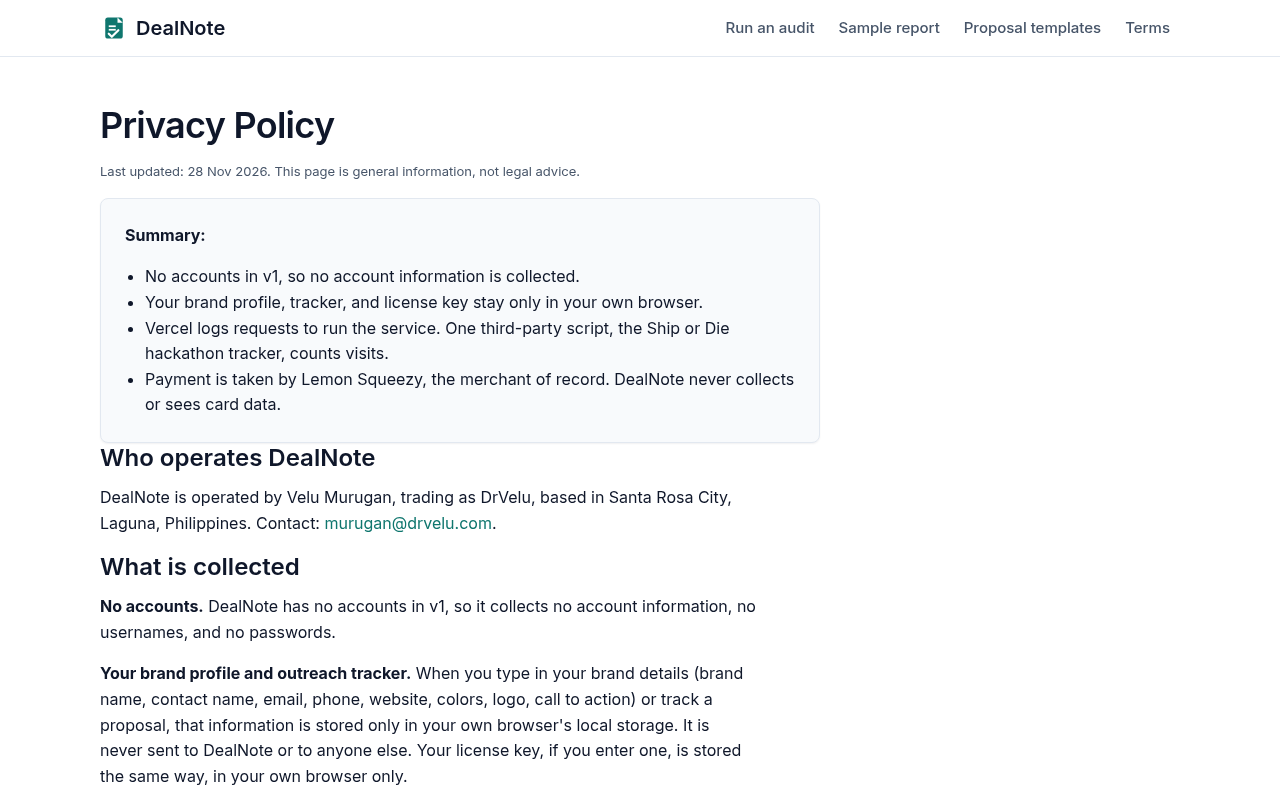 DealNote
Run an audit
Sample report
Proposal templates
Terms
Privacy Policy
Last updated: 28 Nov 2026. This page is general information, not legal advice.
Summary:
• No accounts in v1, so no account information is collected.
• Your brand profile, tracker, and license key stay only in your own browser.
• Vercel logs requests to run the service. One third-party script, the Ship or Die
hackathon tracker, counts visits.
• Payment is taken by Lemon Squeezy, the merchant of record. DealNote never collects
or sees card data.
Who operates DealNote
DealNote is operated by Velu Murugan, trading as DrVelu, based in Santa Rosa City,
Laguna, Philippines. Contact: murugan@drvelu.com.
What is collected
No accounts. DealNote has no accounts in v1, so it collects no account information, no
usernames, and no passwords.
Your brand profile and outreach tracker. When you type in your brand details (brand
name, contact name, email, phone, website, colors, logo, call to action) or track a
proposal, that information is stored only in your own browser's local storage. It is
never sent to DealNote or to anyone else. Your license key, if you enter one, is stored
the same way, in your own browser only.